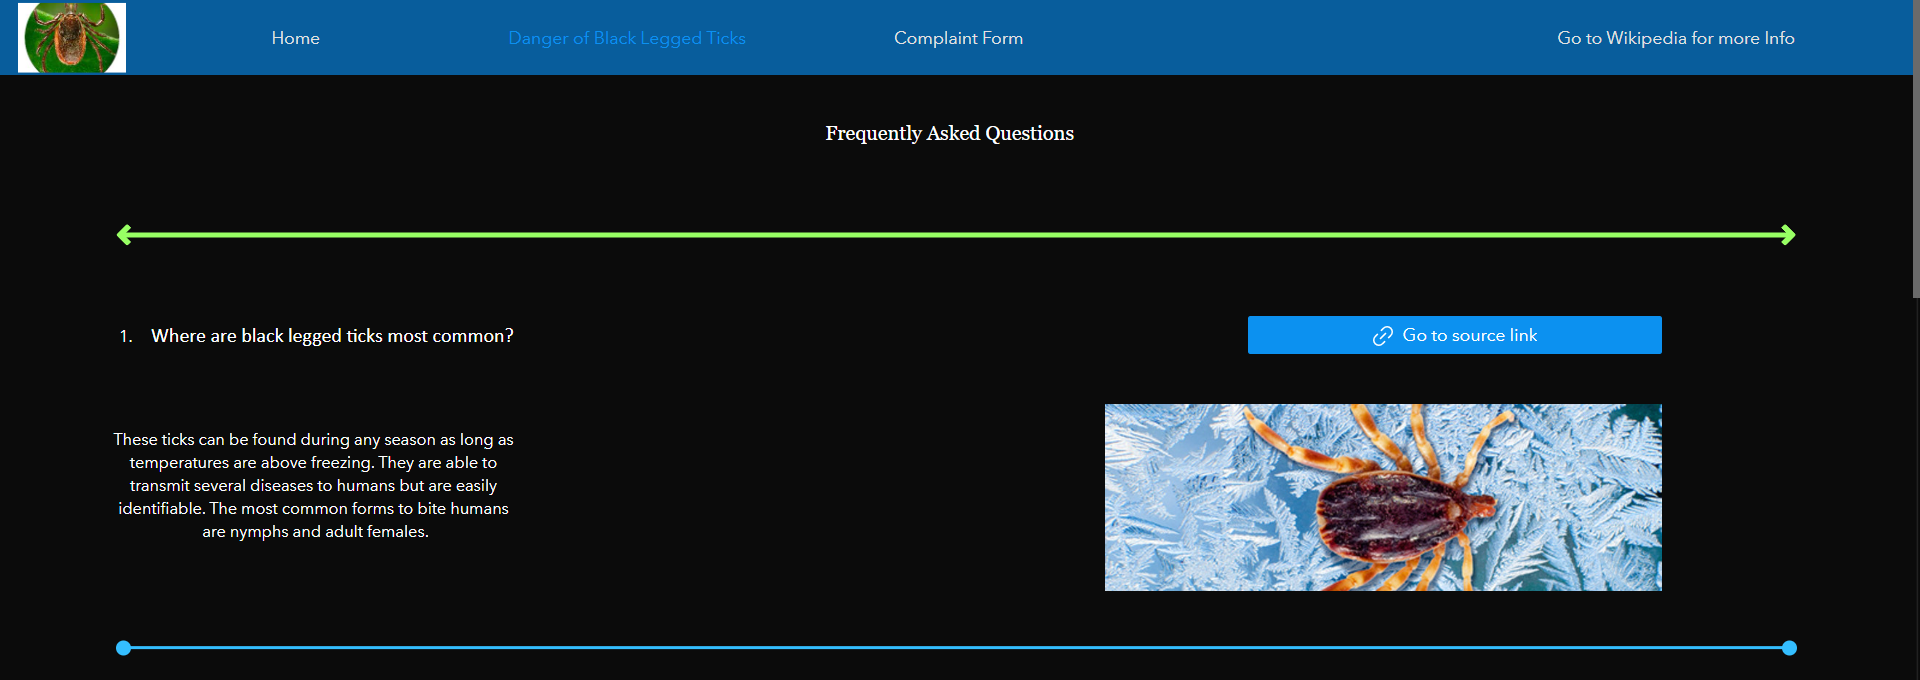 Home
Danger of Black Legged Ticks
Complaint Form
Go to Wikipedia for more Info
Frequently Asked Questions
1. Where are black legged ticks most common?
Go to source link
These ticks can be found during any season as long as
temperatures are above freezing. They are able to
transmit several diseases to humans but are easily
identifiable. The most common forms to bite humans
are nymphs and adult females.